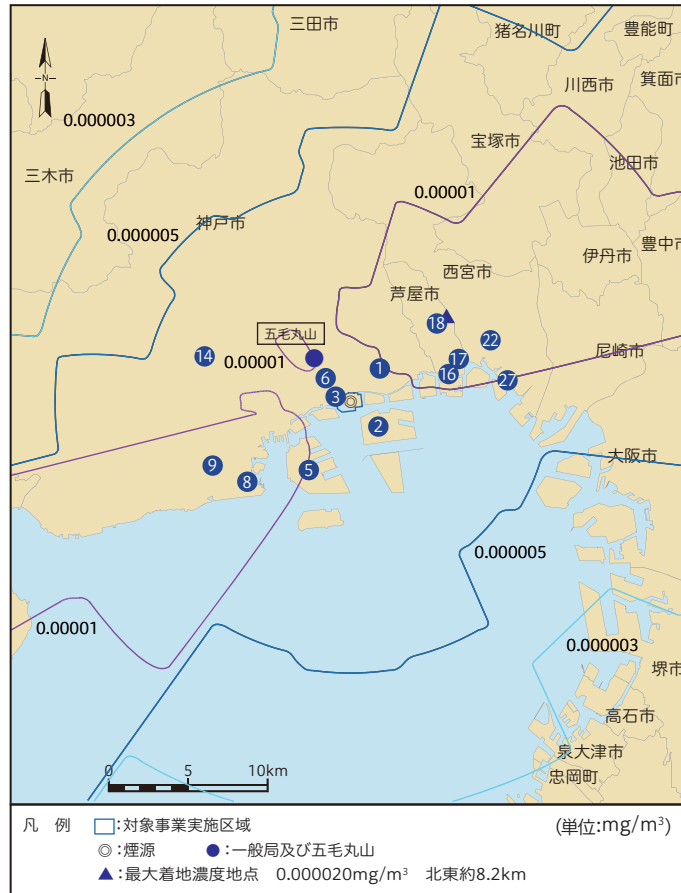 三田市
猪名川町
豊能町
N
川西市
箕面市
0.000003
宝塚市
池田市
三木市
0.00001
神戸市
0.000005
豊中市
伊丹市
西宮市
芦屋市
18
五毛丸山
22
尼崎市
14
0.00001
17
1
16
6
27
3
2
大阪市
9
5
8
0.000005
0.00001
0.000003
堺市
高石市
泉大津市
忠岡町
0 5 10km
凡 例 :対象事業実施区域 (単位:mg/m³)
◎:煙源 ●:一般局及び五毛丸山
▲:最大着地濃度地点 0.000020mg/m³ 北東約8.2km